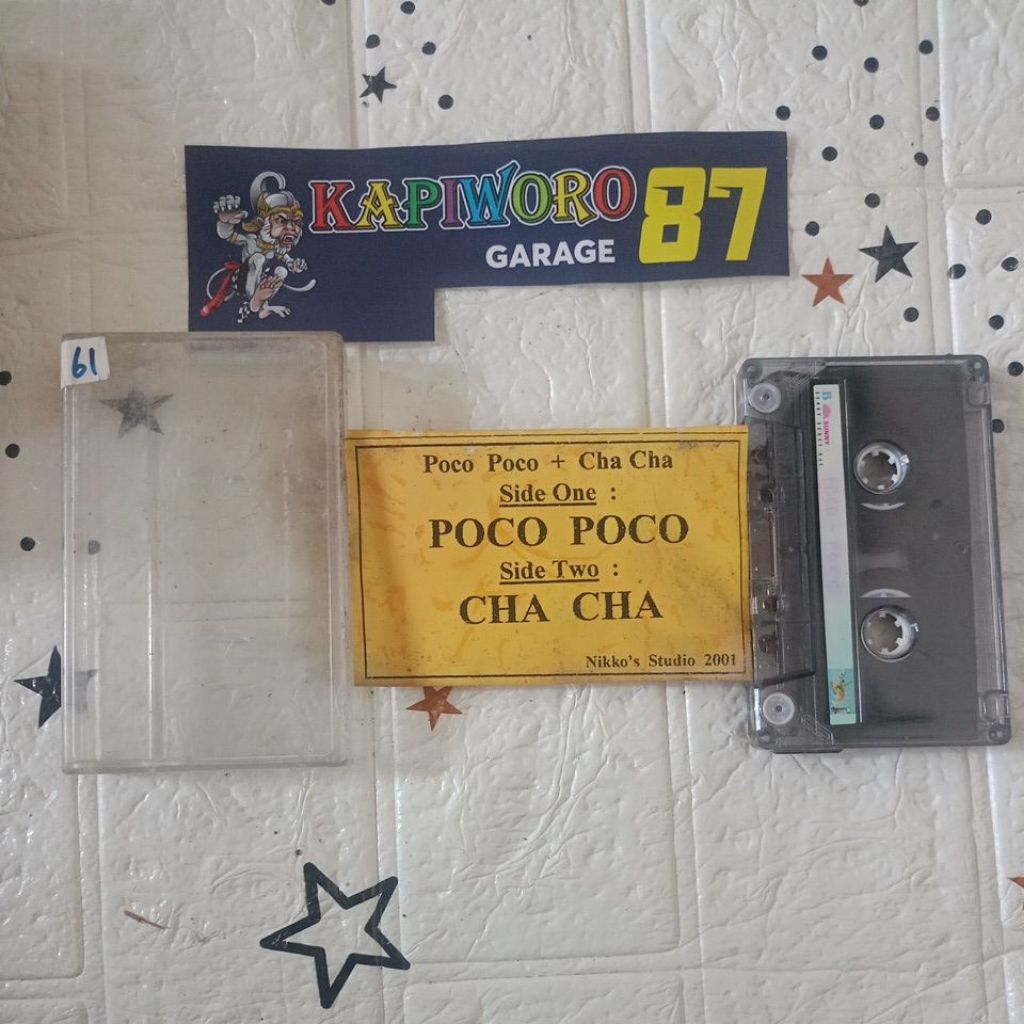 KAPIWORO 87
GARAGE
61
Poco Poco + Cha Cha
Side One :
POCO POCO
Side Two :
CHA CHA
Nikko's Studio 2001
SUNNY